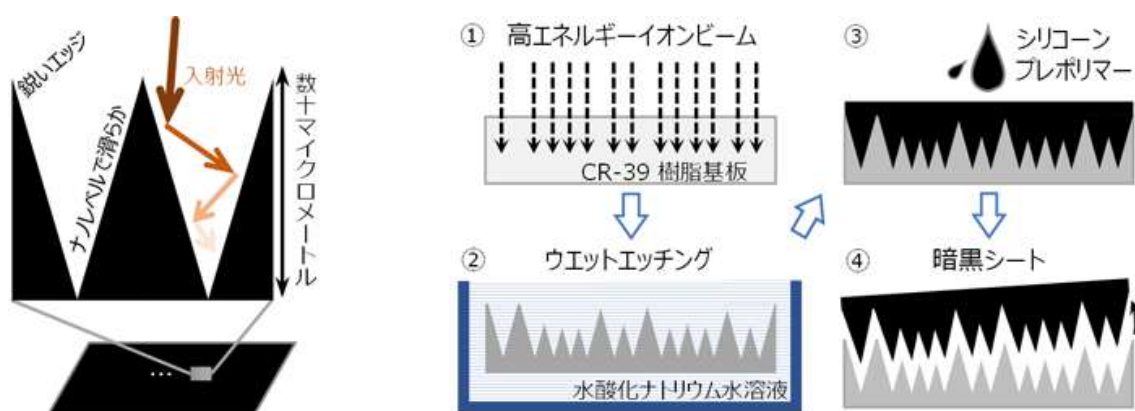 鋭いエッジ
入射光
ナノレベルで滑らか
数十マイクロメートル
…
① 高エネルギーイオンビーム
CR-39 樹脂基板
② ウエットエッチング
水酸化ナトリウム水溶液
③ シリコーン
プレポリマー
④ 暗黒シート